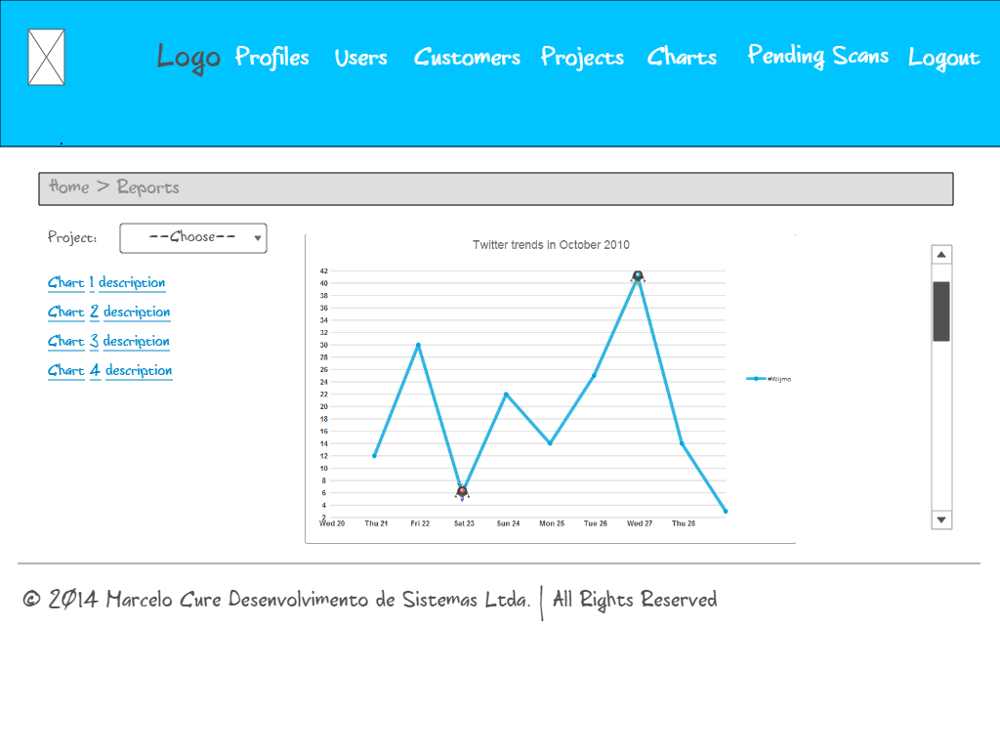 Logo Profiles Users Customers Projects Charts Pending Scans Logout
Home > Reports
Project: --Choose--
Chart 1 description
Chart 2 description
Chart 3 description
Chart 4 description
Twitter trends in October 2010
42
40
38
36
34
32
30
28
26
24
22
20
18
16
14
12
10
8
6
4
2
Wed 20 Thu 21 Fri 22 Sat 23 Sun 24 Mon 25 Tue 26 Wed 27 Thu 28
#Wijmo
© 2014 Marcelo Cure Desenvolvimento de Sistemas Ltda. | All Rights Reserved